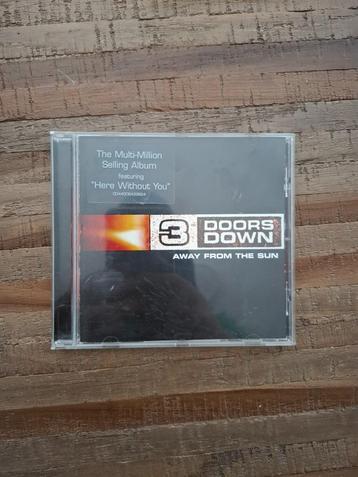 The Multi-Million
Selling Album
featuring
"Here Without You"
3 DOORS
DOWN
AWAY FROM THE SUN